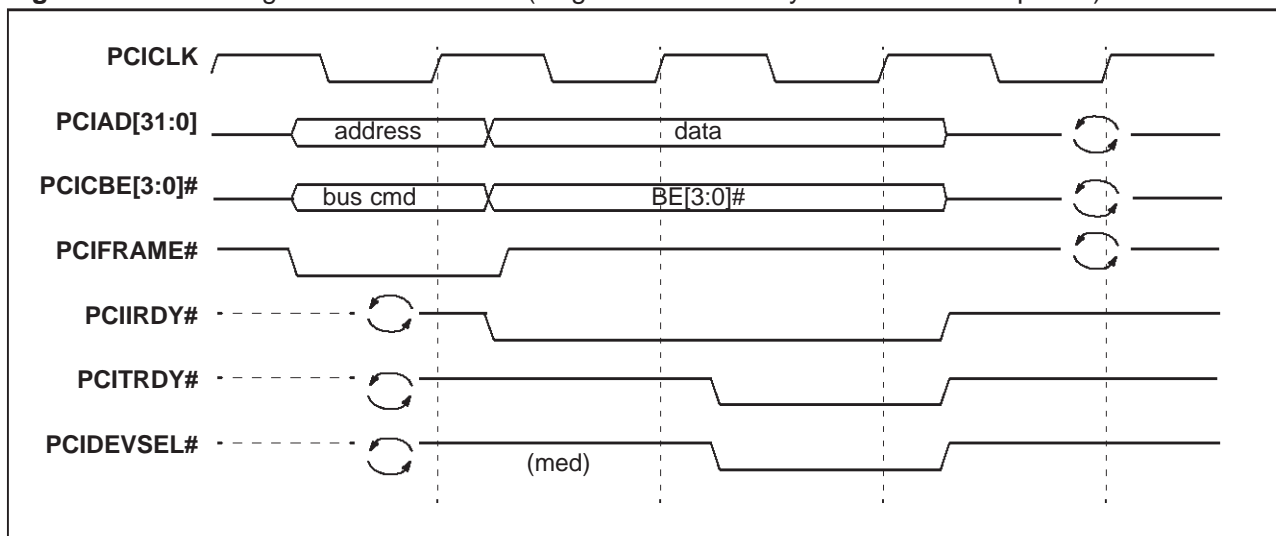 PCICLK
PCIAD[31:0] address data
PCICBE[3:0]# bus cmd BE[3:0]#
PCIFRAME#
PCIIRDY#
PCITRDY#
PCIDEVSEL#
(med)